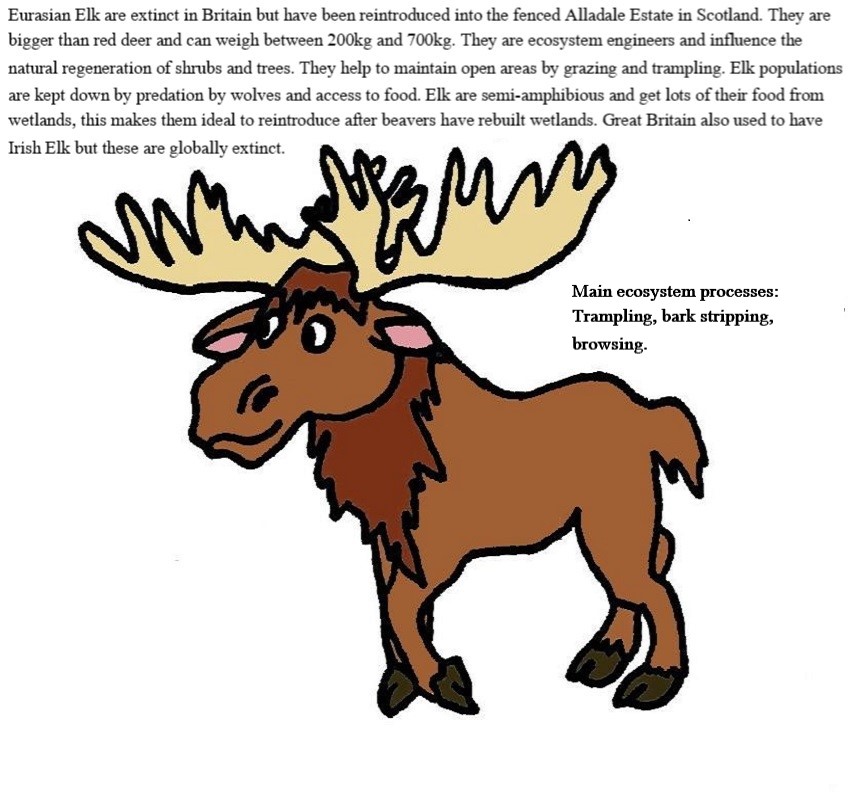 Eurasian Elk are extinct in Britain but have been reintroduced into the fenced Alladale Estate in Scotland. They are
bigger than red deer and can weigh between 200kg and 700kg. They are ecosystem engineers and influence the
natural regeneration of shrubs and trees. They help to maintain open areas by grazing and trampling. Elk populations
are kept down by predation by wolves and access to food. Elk are semi-amphibious and get lots of their food from
wetlands, this makes them ideal to reintroduce after beavers have rebuilt wetlands. Great Britain also used to have
Irish Elk but these are globally extinct.
Main ecosystem processes:
Trampling, bark stripping,
browsing.